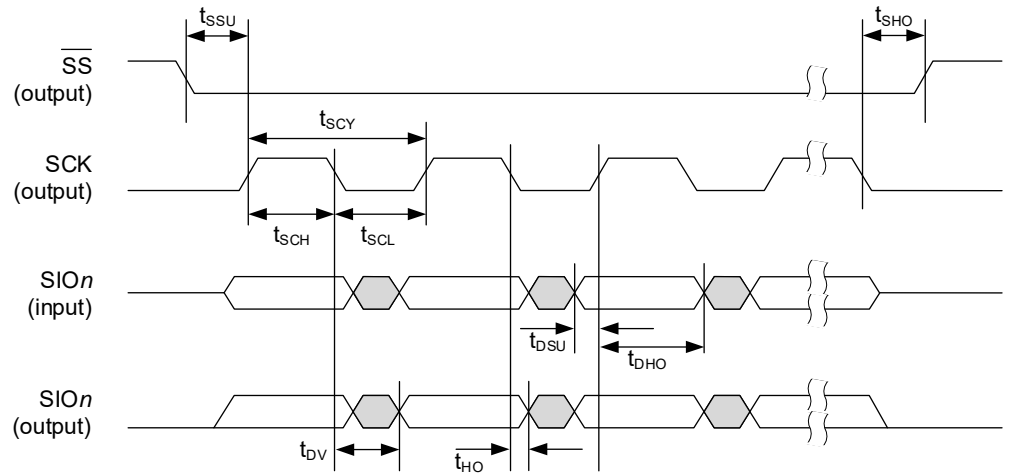 tSSU
tSHO
SS
(output)
tSCY
SCK
(output)
tSCH
tSCL
SIOn
(input)
tDSU
tDHO
SIOn
(output)
tDV
tHO